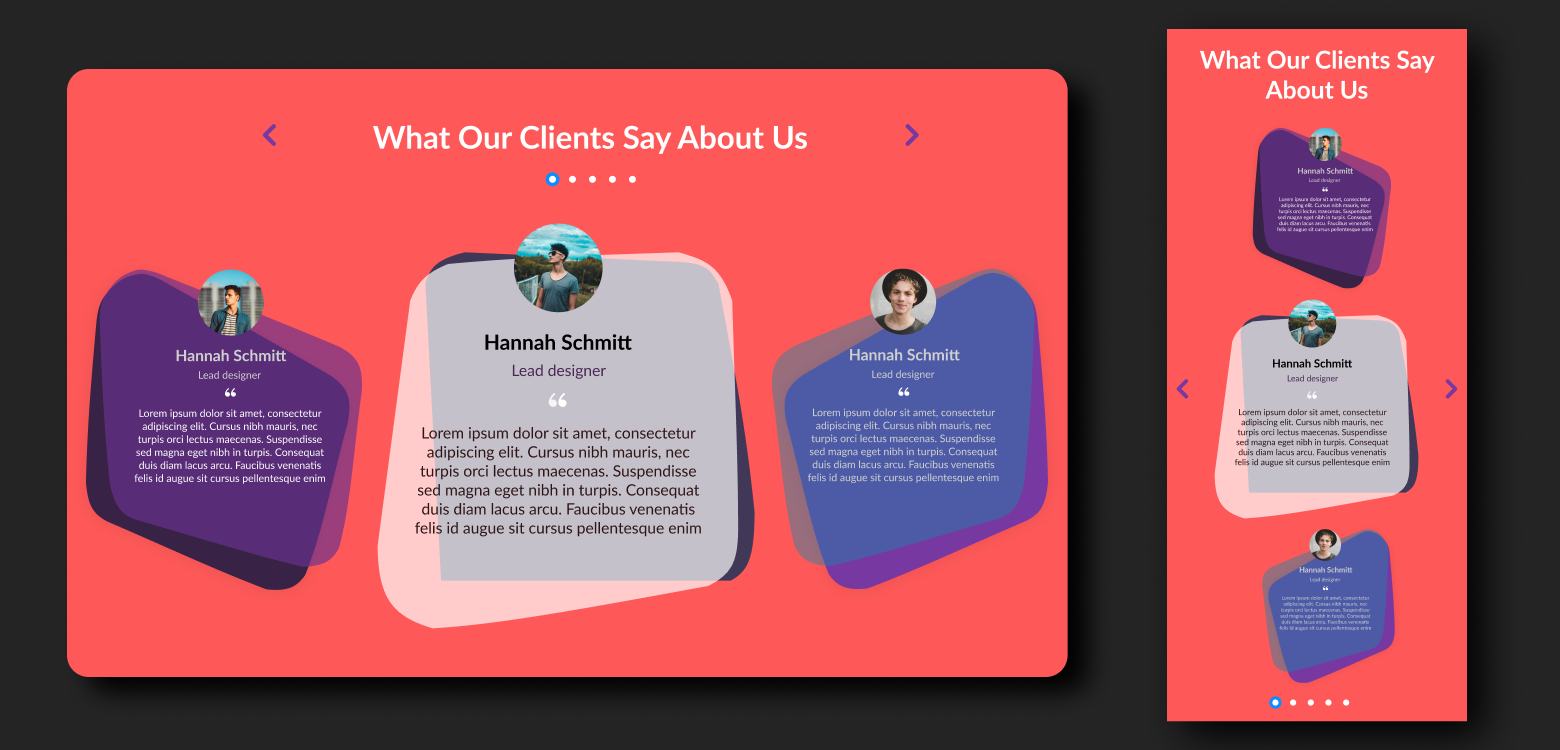 What Our Clients Say About Us
Hannah Schmitt
Lead designer
“
Lorem ipsum dolor sit amet, consectetur
adipiscing elit. Cursus nibh mauris, nec
turpis orci lectus maecenas. Suspendisse
sed magna eget nibh in turpis. Consequat
duis diam lacus arcu. Faucibus venenatis
felis id augue sit cursus pellentesque enim
Hannah Schmitt
Lead designer
“
Lorem ipsum dolor sit amet, consectetur
adipiscing elit. Cursus nibh mauris, nec
turpis orci lectus maecenas. Suspendisse
sed magna eget nibh in turpis. Consequat
duis diam lacus arcu. Faucibus venenatis
felis id augue sit cursus pellentesque enim
Hannah Schmitt
Lead designer
“
Lorem ipsum dolor sit amet, consectetur
adipiscing elit. Cursus nibh mauris, nec
turpis orci lectus maecenas. Suspendisse
sed magna eget nibh in turpis. Consequat
duis diam lacus arcu. Faucibus venenatis
felis id augue sit cursus pellentesque enim
What Our Clients Say
About Us
Hannah Schmitt
Lead designer
“
Lorem ipsum dolor sit amet, consectetur
adipiscing elit. Cursus nibh mauris, nec
turpis orci lectus maecenas. Suspendisse
sed magna eget nibh in turpis. Consequat
duis diam lacus arcu. Faucibus venenatis
felis id augue sit cursus pellentesque enim
Hannah Schmitt
Lead designer
“
Lorem ipsum dolor sit amet, consectetur
adipiscing elit. Cursus nibh mauris, nec
turpis orci lectus maecenas. Suspendisse
sed magna eget nibh in turpis. Consequat
duis diam lacus arcu. Faucibus venenatis
felis id augue sit cursus pellentesque enim
Hannah Schmitt
Lead designer
“
Lorem ipsum dolor sit amet, consectetur
adipiscing elit. Cursus nibh mauris, nec
turpis orci lectus maecenas. Suspendisse
sed magna eget nibh in turpis. Consequat
duis diam lacus arcu. Faucibus venenatis
felis id augue sit cursus pellentesque enim